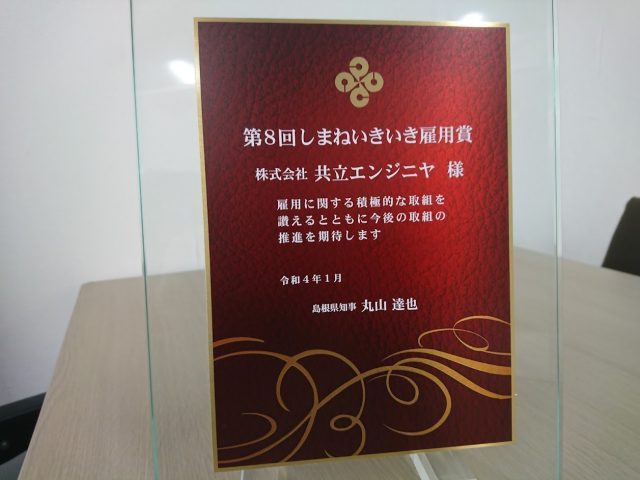 第8回しまねいきいき雇用賞
株式会社 共立エンジニヤ 様
雇用に関する積極的な取組を
讃えるとともに今後の取組の
推進を期待します
令和4年1月
島根県知事 丸山 達也